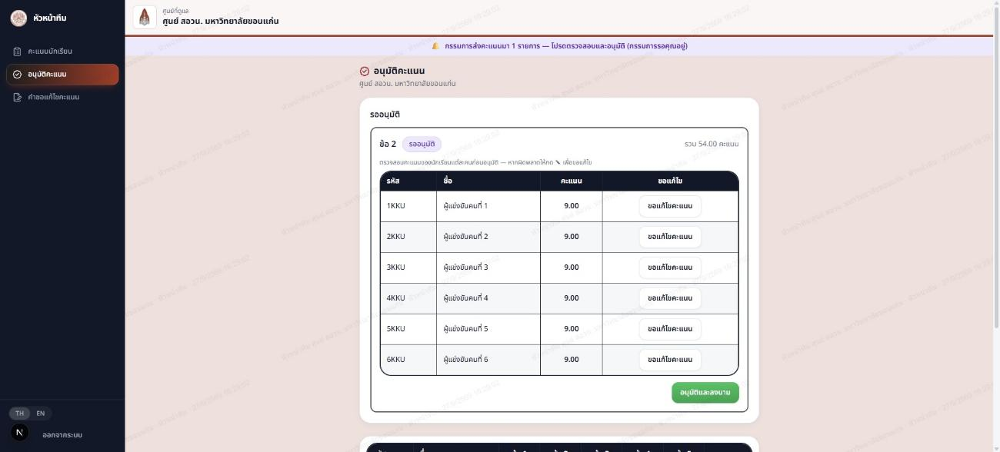 หัวหน้าทีม
คะแนนนักเรียน
อนุมัติคะแนน
คำขอแก้ไขคะแนน
TH EN
N
ออกจากระบบ
ศูนย์ที่ดูแล
ศูนย์ สอวน. มหาวิทยาลัยขอนแก่น
กรรมการส่งคะแนนมา 1 รายการ — โปรดตรวจสอบและอนุมัติ (กรรมการรอคุณอยู่)
อนุมัติคะแนน
ศูนย์ สอวน. มหาวิทยาลัยขอนแก่น
รออนุมัติ
ข้อ 2 รออนุมัติ รวม 54.00 คะแนน
ตรวจสอบคะแนนของนักเรียนแต่ละคนก่อนอนุมัติ — หากผิดพลาดให้กด ✎ เพื่อขอแก้ไข
รหัส ชื่อ คะแนน ขอแก้ไข
1KKU ผู้แข่งขันคนที่ 1 9.00 ขอแก้ไขคะแนน
2KKU ผู้แข่งขันคนที่ 2 9.00 ขอแก้ไขคะแนน
3KKU ผู้แข่งขันคนที่ 3 9.00 ขอแก้ไขคะแนน
4KKU ผู้แข่งขันคนที่ 4 9.00 ขอแก้ไขคะแนน
5KKU ผู้แข่งขันคนที่ 5 9.00 ขอแก้ไขคะแนน
6KKU ผู้แข่งขันคนที่ 6 9.00 ขอแก้ไขคะแนน
อนุมัติและลงนาม